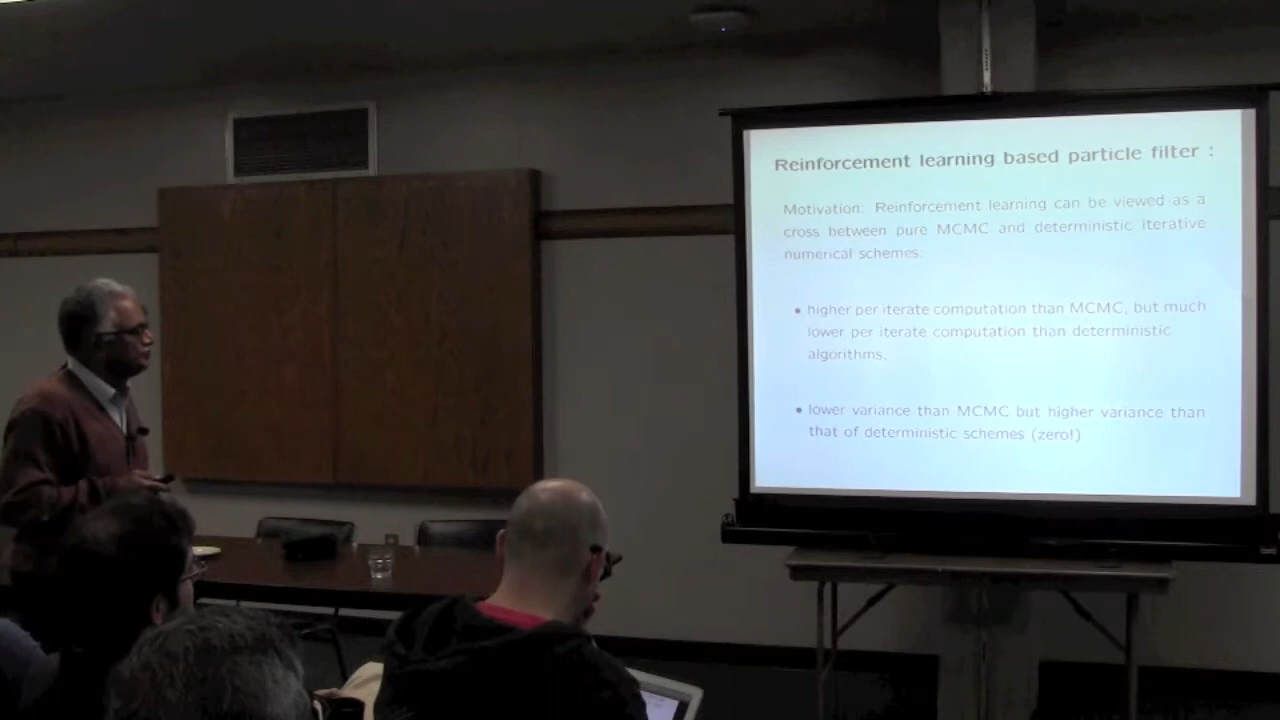 Reinforcement learning based particle filter :
Motivation: Reinforcement learning can be viewed as a
cross between pure MCMC and deterministic iterative
numerical schemes:
• higher per iterate computation than MCMC, but much
lower per iterate computation than deterministic
algorithms,
• lower variance than MCMC but higher variance than
that of deterministic schemes (zero!)